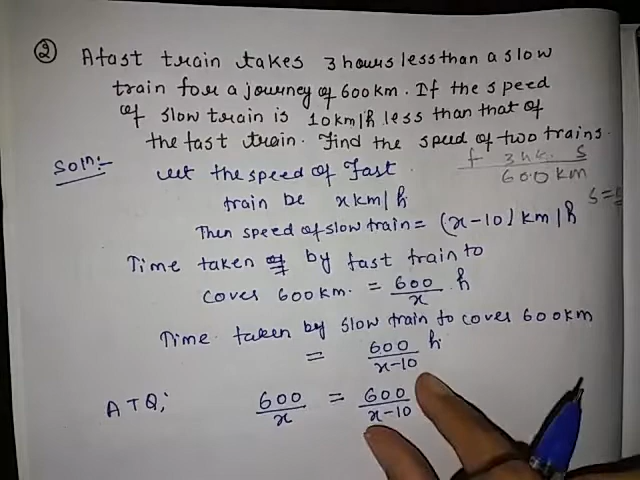 ② A fast train takes 3 hours less than a slow
train for a journey of 600 km. If the speed
of slow train is 10 km/h less than that of
the fast train. Find the speed of two trains.
Solⁿ:- Let the speed of Fast
train be x km/h
f 3 hr. S
600 KM
Then speed of slow train = (x-10) km/h
S =
Time taken of by fast train to
coves 600 km. = 600/x h
Time taken by slow train to coves 600 km
= 600/x-10 h
ATQ; 600/x = 600/x-10